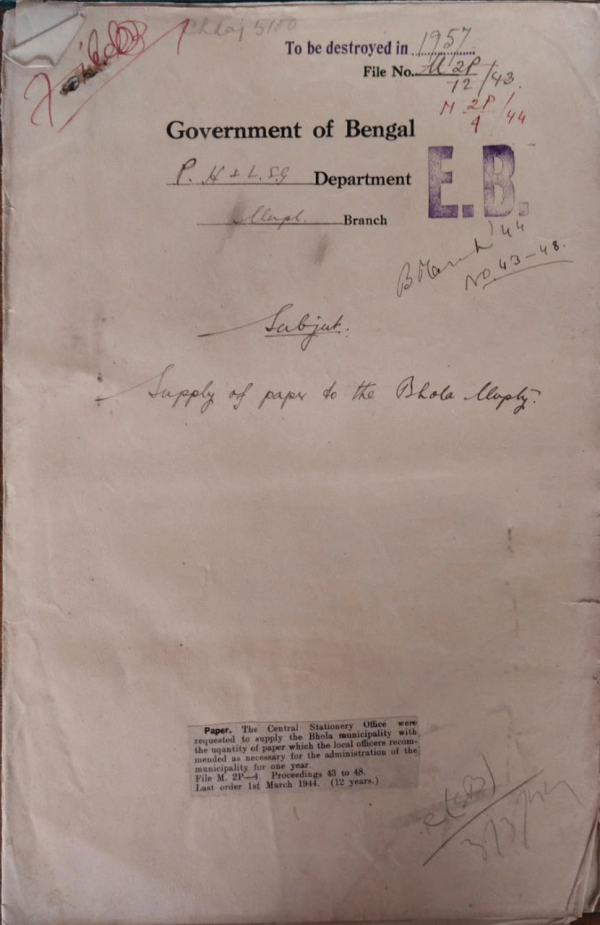 To be destroyed in 1957
File No. M 2P/12/43.
M 2P/4/44
Government of Bengal
P. H & L.S.G Department
Mupl. Branch
E.B.
B March '44
No 43-48.
Subject.
Supply of paper to the Bhola Muplty.
Paper. The Central Stationery Office were
requested to supply the Bhola municipality with
the uqantity of paper which the local officers recom-
mended as necessary for the administration of the
municipality for one year.
File M. 2P—4. Proceedings 43 to 48.
Last order 1st March 1944. (12 years.)